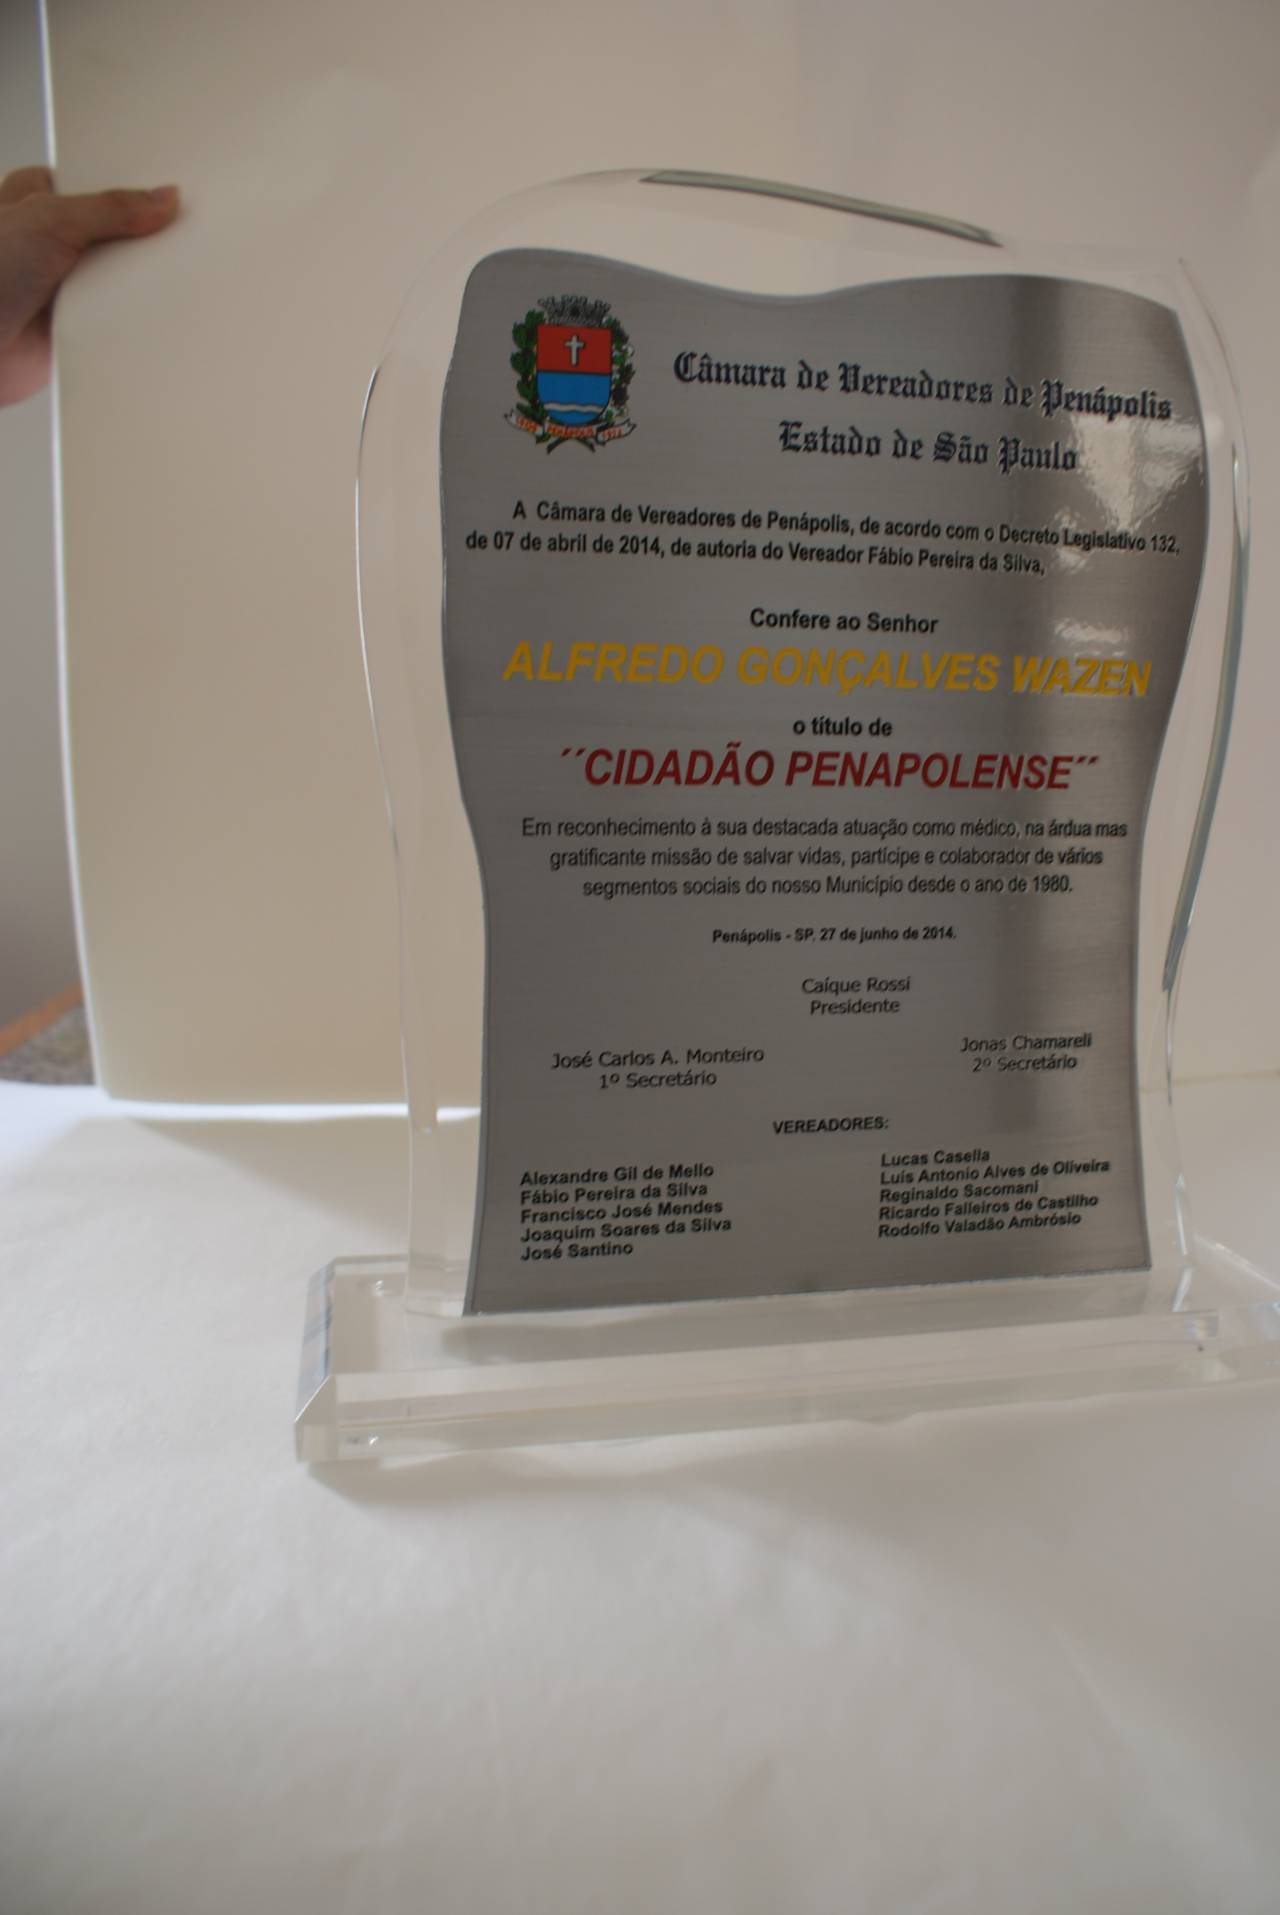 Câmara de Vereadores de Penápolis
Estado de São Paulo
PENÁPOLIS
A Câmara de Vereadores de Penápolis, de acordo com o Decreto Legislativo 132,
de 07 de abril de 2014, de autoria do Vereador Fábio Pereira da Silva,
Confere ao Senhor
ALFREDO GONÇALVES WAZEN
o título de
´´CIDADÃO PENAPOLENSE´´
Em reconhecimento à sua destacada atuação como médico, na árdua mas
gratificante missão de salvar vidas, partícipe e colaborador de vários
segmentos sociais do nosso Município desde o ano de 1980.
Penápolis - SP. 27 de junho de 2014.
Caíque Rossi
Presidente
José Carlos A. Monteiro
1º Secretário
Jonas Chamareli
2º Secretário
VEREADORES:
Alexandre Gil de Mello
Fábio Pereira da Silva
Francisco José Mendes
Joaquim Soares da Silva
José Santino
Lucas Casella
Luis Antonio Alves de Oliveira
Reginaldo Sacomani
Ricardo Falleiros de Castilho
Rodolfo Valadão Ambrósio